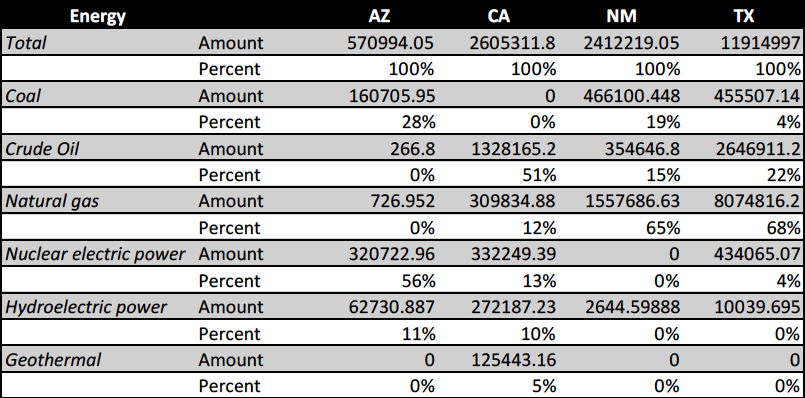 Energy AZ CA NM TX
Total Amount 570994.05 2605311.8 2412219.05 11914997
Percent 100% 100% 100% 100%
Coal Amount 160705.95 0 466100.448 455507.14
Percent 28% 0% 19% 4%
Crude Oil Amount 266.8 1328165.2 354646.8 2646911.2
Percent 0% 51% 15% 22%
Natural gas Amount 726.952 309834.88 1557686.63 8074816.2
Percent 0% 12% 65% 68%
Nuclear electric power Amount 320722.96 332249.39 0 434065.07
Percent 56% 13% 0% 4%
Hydroelectric power Amount 62730.887 272187.23 2644.59888 10039.695
Percent 11% 10% 0% 0%
Geothermal Amount 0 125443.16 0 0
Percent 0% 5% 0% 0%